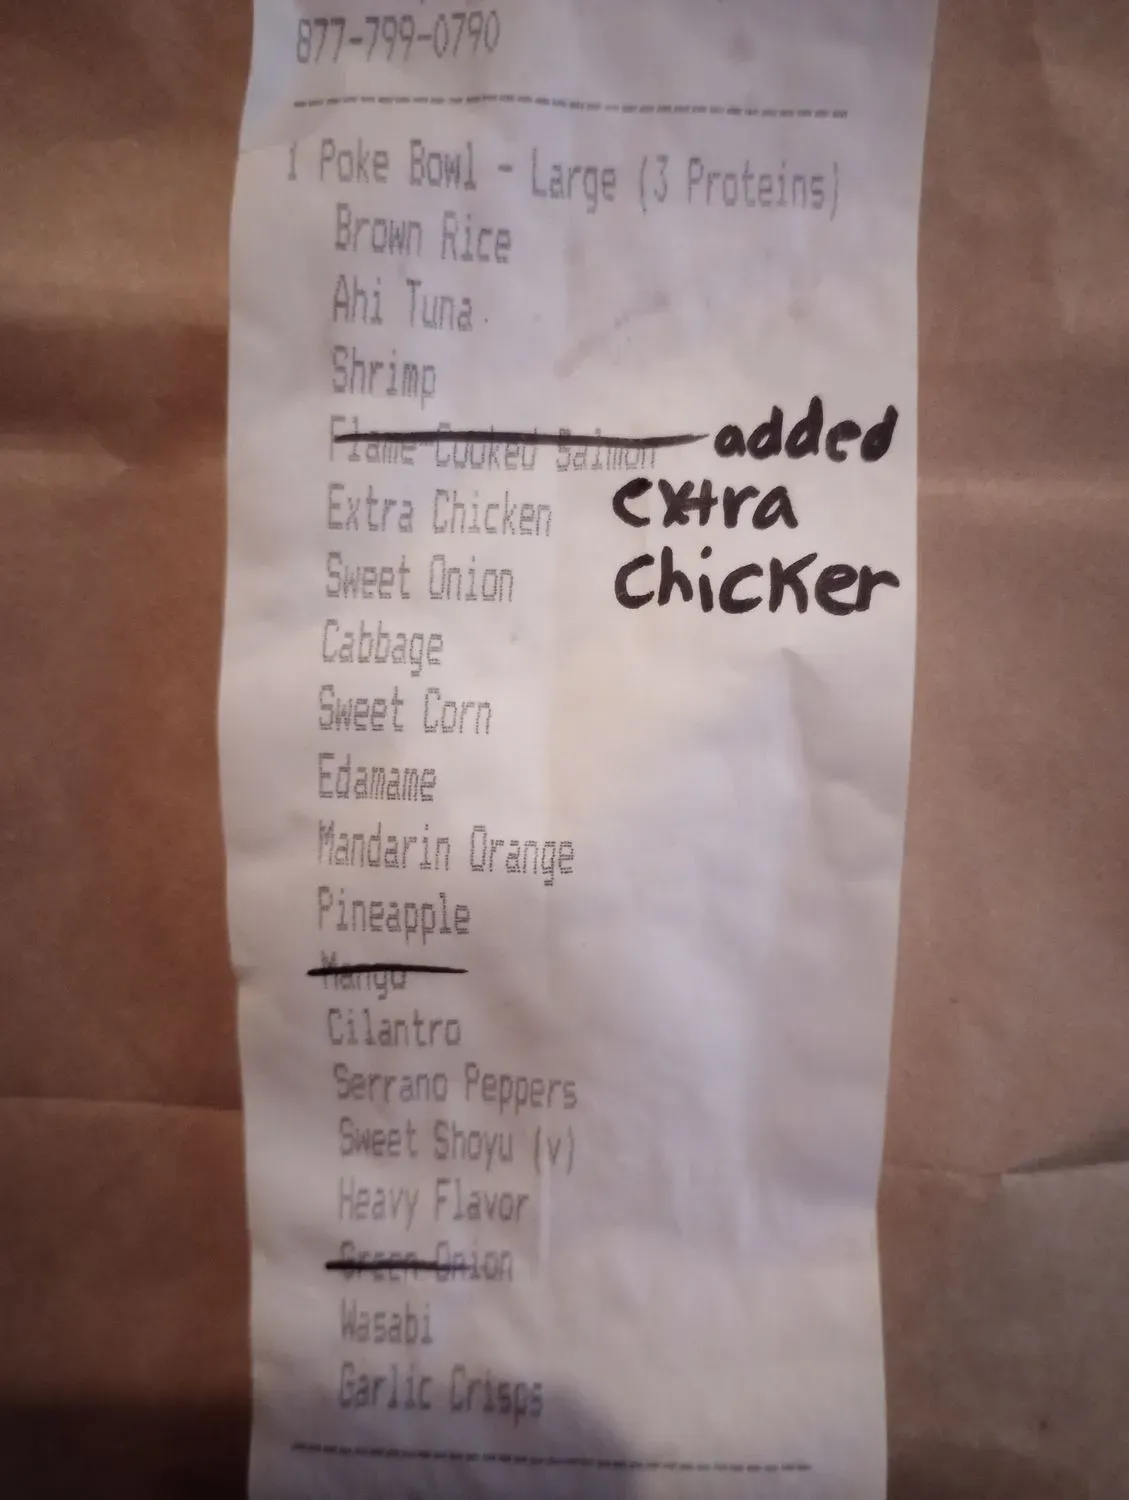 877-799-0790
1 Poke Bowl - Large (3 Proteins)
Brown Rice
Ahi Tuna
Shrimp
Flame-Cooked Salmon added
Extra Chicken extra
Sweet Onion chicker
Cabbage
Sweet Corn
Edamame
Mandarin Orange
Pineapple
Mango
Cilantro
Serrano Peppers
Sweet Shoyu (v)
Heavy Flavor
Green Onion
Wasabi
Garlic Crisps